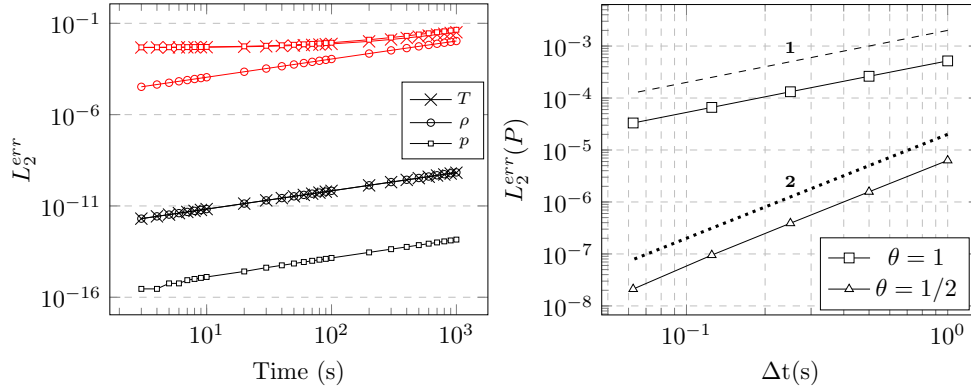 10^{-1}
10^{-6}
10^{-11}
10^{-16}
10^1
10^2
10^3
Time (s)
L_2^{err}
T
ρ
p
10^{-3}
10^{-4}
10^{-5}
10^{-6}
10^{-7}
10^{-8}
10^{-1}
10^0
Δt(s)
L_2^{err}(P)
1
2
θ = 1
θ = 1/2